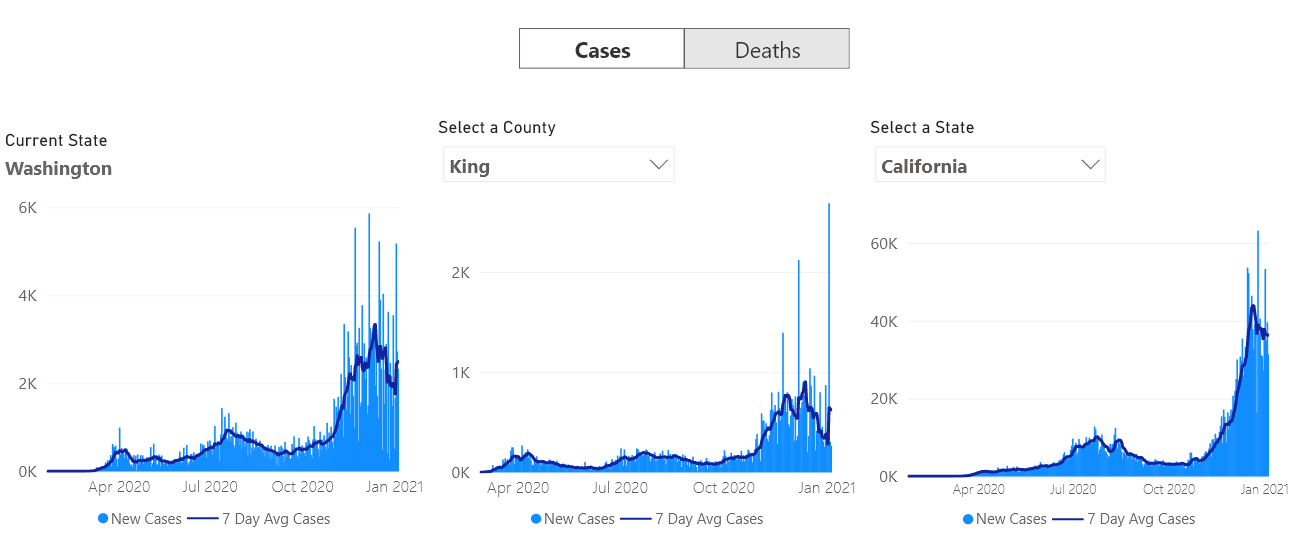 Cases Deaths
Current State
Washington
6K
4K
2K
0K
Apr 2020 Jul 2020 Oct 2020 Jan 2021
New Cases 7 Day Avg Cases
Select a County
King
2K
1K
0K
Apr 2020 Jul 2020 Oct 2020 Jan 2021
New Cases 7 Day Avg Cases
Select a State
California
60K
40K
20K
0K
Apr 2020 Jul 2020 Oct 2020 Jan 2021
New Cases 7 Day Avg Cases